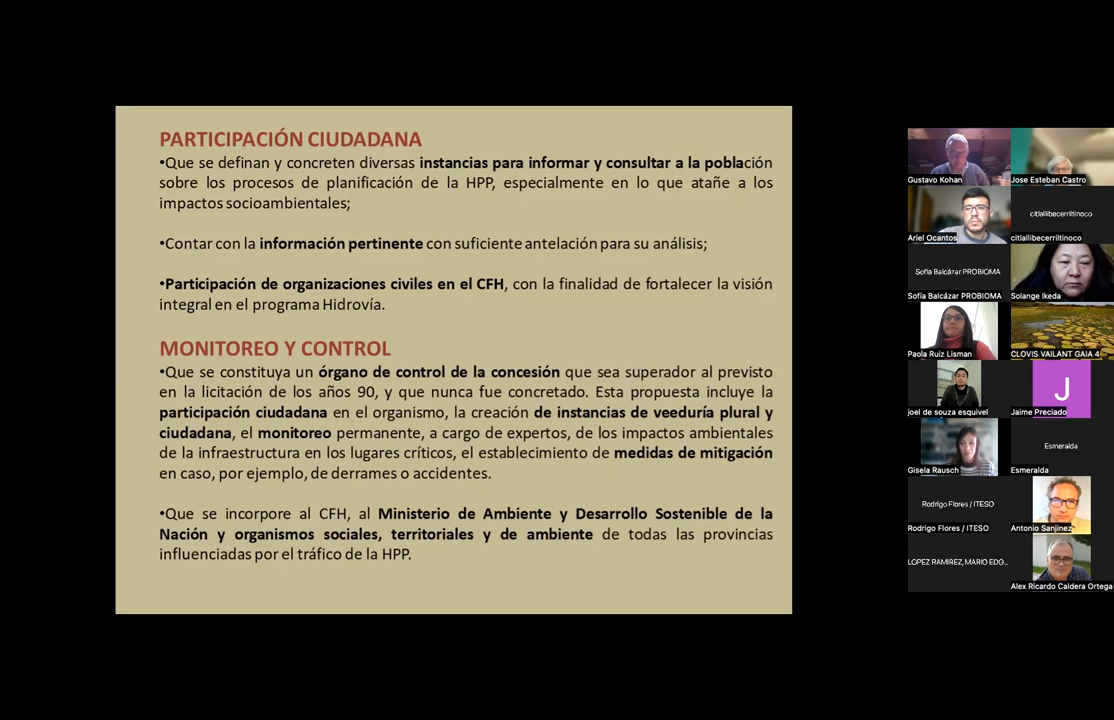 PARTICIPACIÓN CIUDADANA
•Que se definan y concreten diversas instancias para informar y consultar a la población
sobre los procesos de planificación de la HPP, especialmente en lo que atañe a los
impactos socioambientales;
•Contar con la información pertinente con suficiente antelación para su análisis;
•Participación de organizaciones civiles en el CFH, con la finalidad de fortalecer la visión
integral en el programa Hidrovía.
MONITOREO Y CONTROL
•Que se constituya un órgano de control de la concesión que sea superador al previsto
en la licitación de los años 90, y que nunca fue concretado. Esta propuesta incluye la
participación ciudadana en el organismo, la creación de instancias de veeduría plural y
ciudadana, el monitoreo permanente, a cargo de expertos, de los impactos ambientales
de la infraestructura en los lugares críticos, el establecimiento de medidas de mitigación
en caso, por ejemplo, de derrames o accidentes.
•Que se incorpore al CFH, al Ministerio de Ambiente y Desarrollo Sostenible de la
Nación y organismos sociales, territoriales y de ambiente de todas las provincias
influenciadas por el tráfico de la HPP.
Gustavo Kohan
Jose Esteban Castro
Ariel Ocantos
citlallibecerriltinoco
citlallibecerriltinoco
Sofía Balcázar PROBIOMA
Sofía Balcázar PROBIOMA
Solange Ikeda
Paola Ruiz Lisman
CLOVIS VAILANT GAIA 4
joel de souza esquivel
J
Jaime Preciado
Gisela Rausch
Esmeralda
Esmeralda
Rodrigo Flores / ITESO
Rodrigo Flores / ITESO
Antonio Sanjinez
LOPEZ RAMIREZ, MARIO EDG...
Alex Ricardo Caldera Ortega